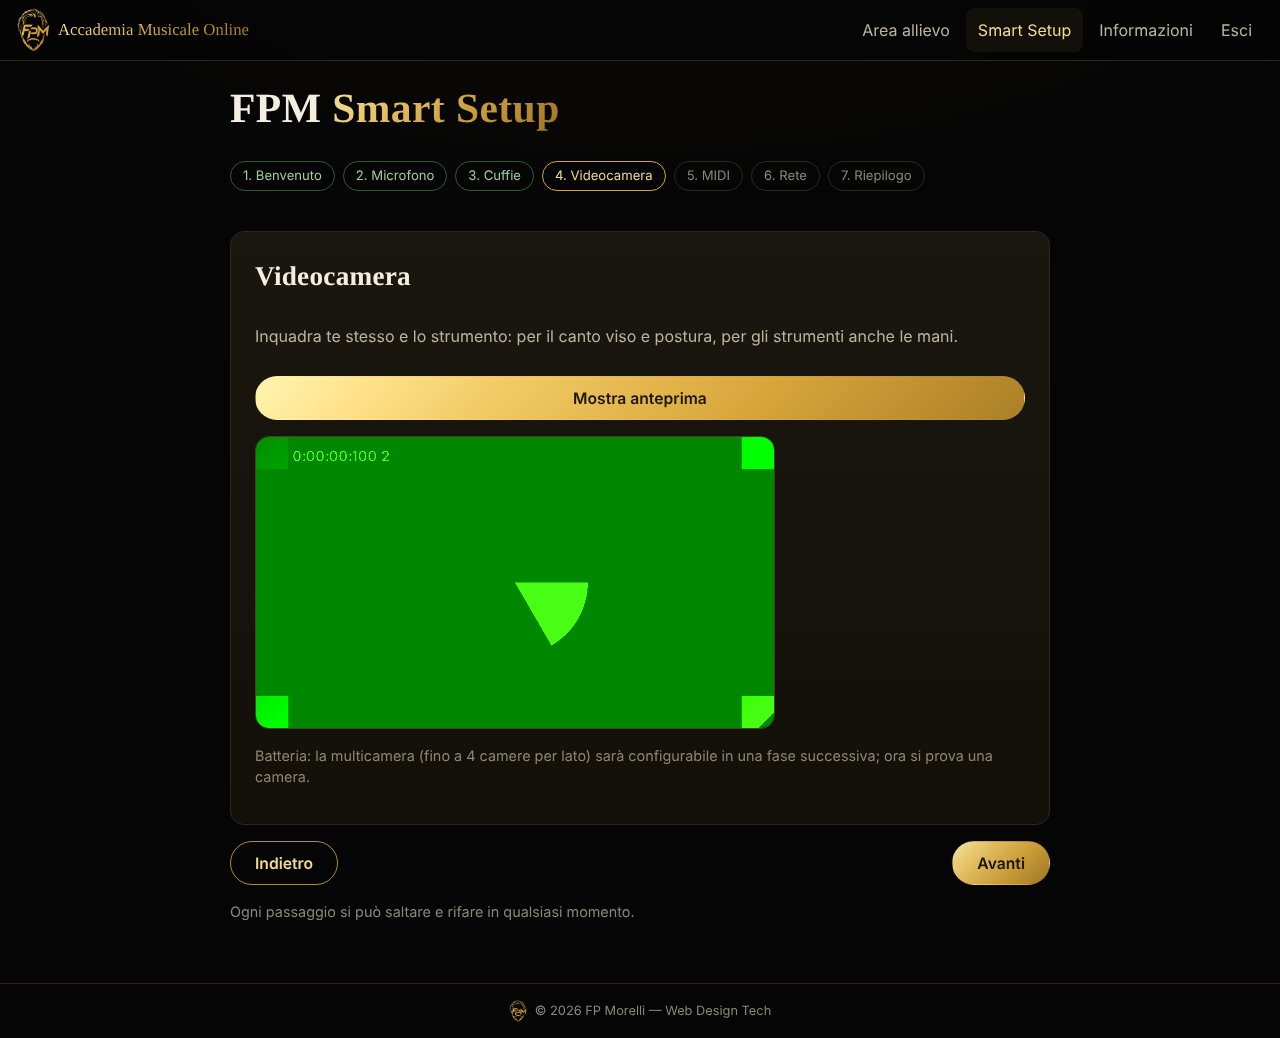 FPM
Accademia Musicale Online
Area allievo
Smart Setup
Informazioni
Esci
FPM Smart Setup
1. Benvenuto
2. Microfono
3. Cuffie
4. Videocamera
5. MIDI
6. Rete
7. Riepilogo
Videocamera
Inquadra te stesso e lo strumento: per il canto viso e postura, per gli strumenti anche le mani.
Mostra anteprima
0:00:00:100 2
Batteria: la multicamera (fino a 4 camere per lato) sarà configurabile in una fase successiva; ora si prova una
camera.
Indietro
Avanti
Ogni passaggio si può saltare e rifare in qualsiasi momento.
© 2026 FP Morelli — Web Design Tech